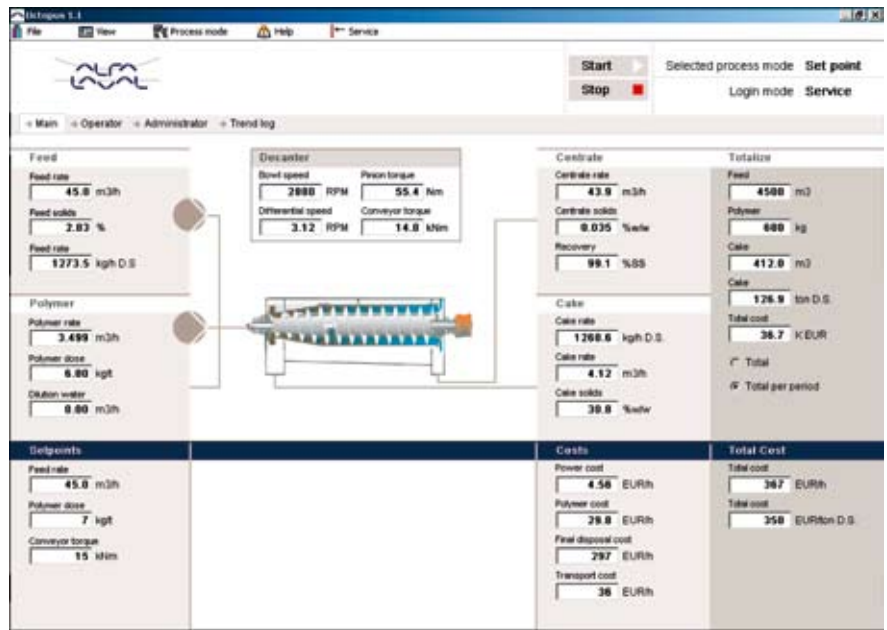 Octopus 1.1
File View Process mode Help Service
ALFA LAVAL
Start
Stop
Selected process mode Set point
Login mode Service
Main Operator Administrator Trend log
Feed
Feed rate
45.0 m3/h
Feed solids
2.83 %
Feed rate
1273.5 kg/h D.S
Polymer
Polymer rate
3.499 m3/h
Polymer dose
6.00 kg/t
Dilution water
0.00 m3/h
Decanter
Bowl speed Pinion torque
2800 RPM 55.4 Nm
Differential speed Conveyor torque
3.12 RPM 14.8 kNm
Centrate
Centrate rate
43.9 m3/h
Centrate solids
0.035 %w/w
Recovery
99.1 %SS
Cake
Cake rate
1260.6 kg/h D.S.
Cake rate
4.12 m3/h
Cake solids
30.8 %w/w
Totalize
Feed
4500 m3
Polymer
600 kg
Cake
412.0 m3
Cake
126.9 ton D.S.
Total cost
36.7 K EUR
Total
Total per period
Setpoints
Feed rate
45.0 m3/h
Polymer dose
7 kg/t
Conveyor torque
15 kNm
Costs
Power cost
4.56 EUR/h
Polymer cost
29.8 EUR/h
Final disposal cost
297 EUR/h
Transport cost
36 EUR/h
Total Cost
Total cost
367 EUR/h
Total cost
350 EUR/ton D.S.